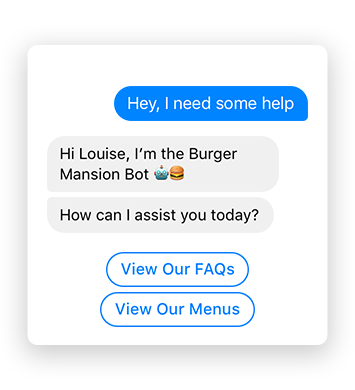 Hey, I need some help
Hi Louise, I’m the Burger
Mansion Bot 🤖🍔
How can I assist you today?
View Our FAQs
View Our Menus